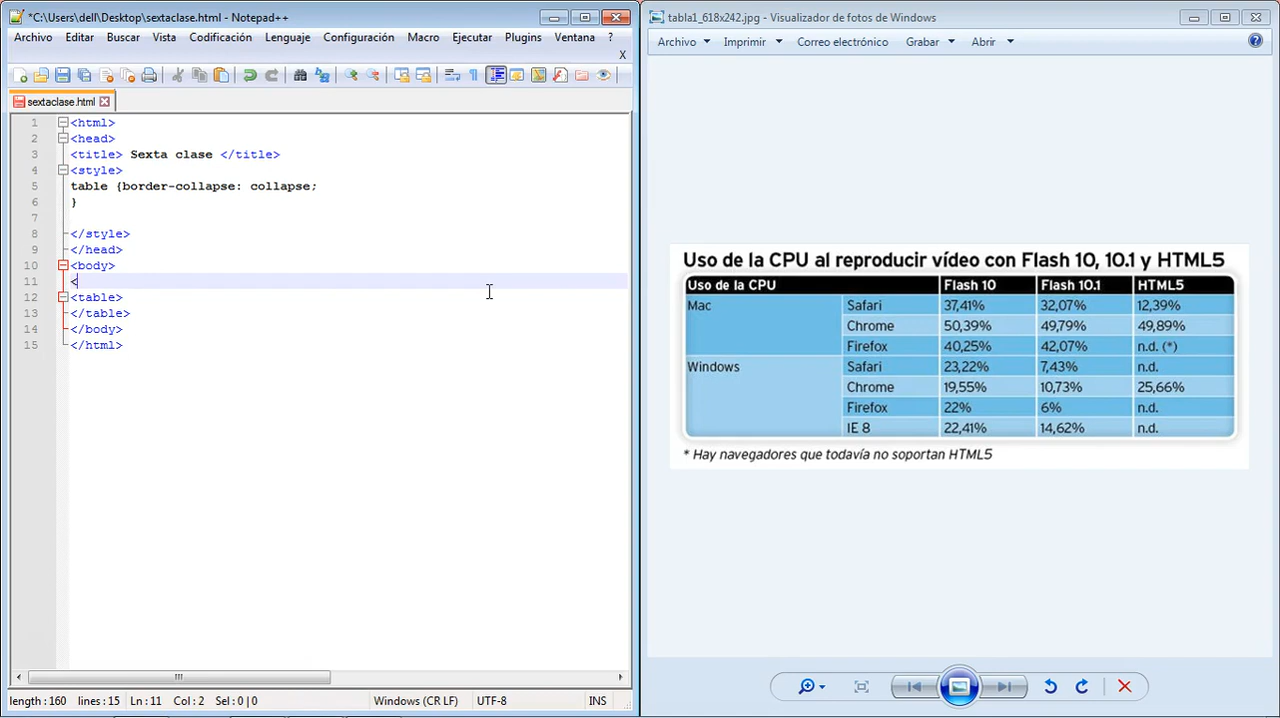 *C:\Users\dell\Desktop\sextaclase.html - Notepad++
Archivo Editar Buscar Vista Codificación Lenguaje Configuración Macro Ejecutar Plugins Ventana ?
X
sextaclase.html
1 <html>
2 <head>
3 <title> Sexta clase </title>
4 <style>
5 table {border-collapse: collapse;
6 }
7
8 </style>
9 </head>
10 <body>
11 <
12 <table>
13 </table>
14 </body>
15 </html>
length : 160 lines : 15 Ln : 11 Col : 2 Sel : 0 | Windows (CR LF) UTF-8 INS
tabla1_618x242.jpg - Visualizador de fotos de Windows
Archivo Imprimir Correo electrónico Grabar Abrir
Uso de la CPU al reproducir vídeo con Flash 10, 10.1 y HTML5
Uso de la CPU Flash 10 Flash 10.1 HTML5
Mac Safari 37,41% 32,07% 12,39%
Chrome 50,39% 49,79% 49,89%
Firefox 40,25% 42,07% n.d. (*)
Windows Safari 23,22% 7,43% n.d.
Chrome 19,55% 10,73% 25,66%
Firefox 22% 6% n.d.
IE 8 22,41% 14,62% n.d.
* Hay navegadores que todavía no soportan HTML5